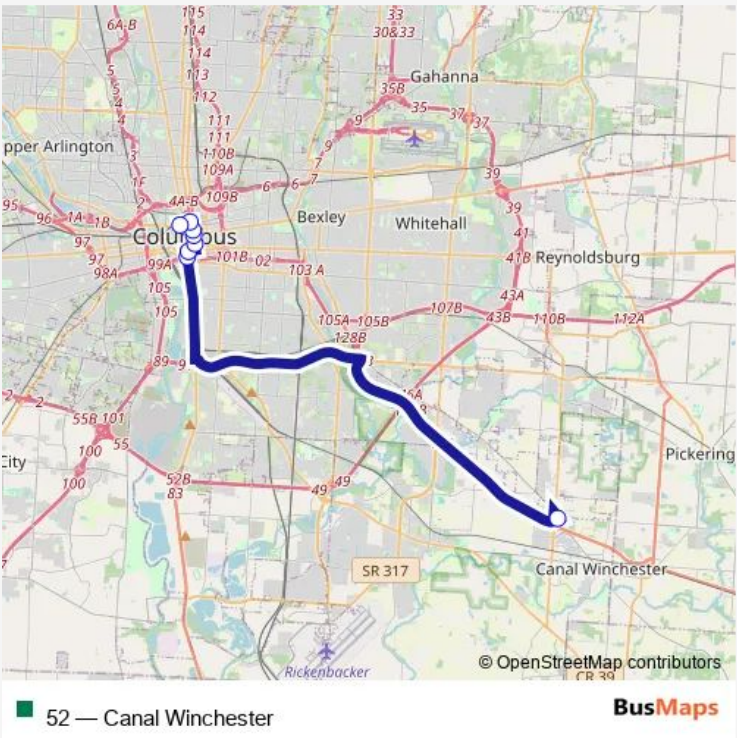 115
33
6A-B
114
30&33
114
5
113
Gahanna
35B
5
112
35
37
37
4
111
9
4
111
9
pper Arlington
3
110B
7
109A
7
39
1F
6
6
2
4A-B
109B
39
95
96
1A
1B
Bexley
Whitehall
41
97
Columbus
97
99A
101B
02
41B
Reynoldsburg
98A
103 A
105
43A
105
107B
105A
105B
43B
110B
112A
128B
89
9
2
2
55B
101
55
Pickering
City
100
52B
49
100
83
49
SR 317
Canal Winchester
Rickenbacker
© OpenStreetMap contributors
CR 39
52 — Canal Winchester
BusMaps